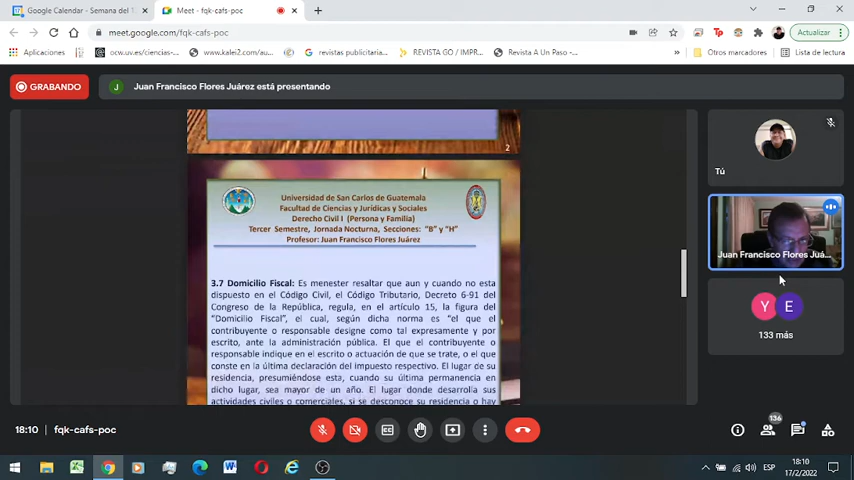 Google Calendar - Semana del 1
Meet - fqk-cafs-poc
meet.google.com/fqk-cafs-poc
Actualizar
Aplicaciones
ocw.uv.es/ciencias-...
www.kalei2.com/au...
revistas publicitaria...
REVISTA GO / IMPR...
Revista A Un Paso -...
»
Otros marcadores
Lista de lectura
GRABANDO
J
Juan Francisco Flores Juárez está presentando
2
Universidad de San Carlos de Guatemala
Facultad de Ciencias y Jurídicas y Sociales
Derecho Civil I (Persona y Familia)
Tercer Semestre, Jornada Nocturna, Secciones: “B” y “H”
Profesor: Juan Francisco Flores Juárez
3.7 Domicilio Fiscal: Es menester resaltar que aun y cuando no esta
dispuesto en el Código Civil, el Código Tributario, Decreto 6-91 del
Congreso de la República, regula, en el artículo 15, la figura del
“Domicilio Fiscal”, el cual, según dicha norma es “el que el
contribuyente o responsable designe como tal expresamente y por
escrito, ante la administración pública. El que el contribuyente o
responsable indique en el escrito o actuación de que se trate, o el que
conste en la última declaración del impuesto respectivo. El lugar de su
residencia, presumiéndose esta, cuando su última permanencia en
dicho lugar, sea mayor de un año. El lugar donde desarrolla sus
actividades civiles o comerciales, si se desconoce su residencia o hay
Tú
Juan Francisco Flores Juá...
Y
E
133 más
18:10
fqk-cafs-poc
136
ESP
18:10
17/2/2022